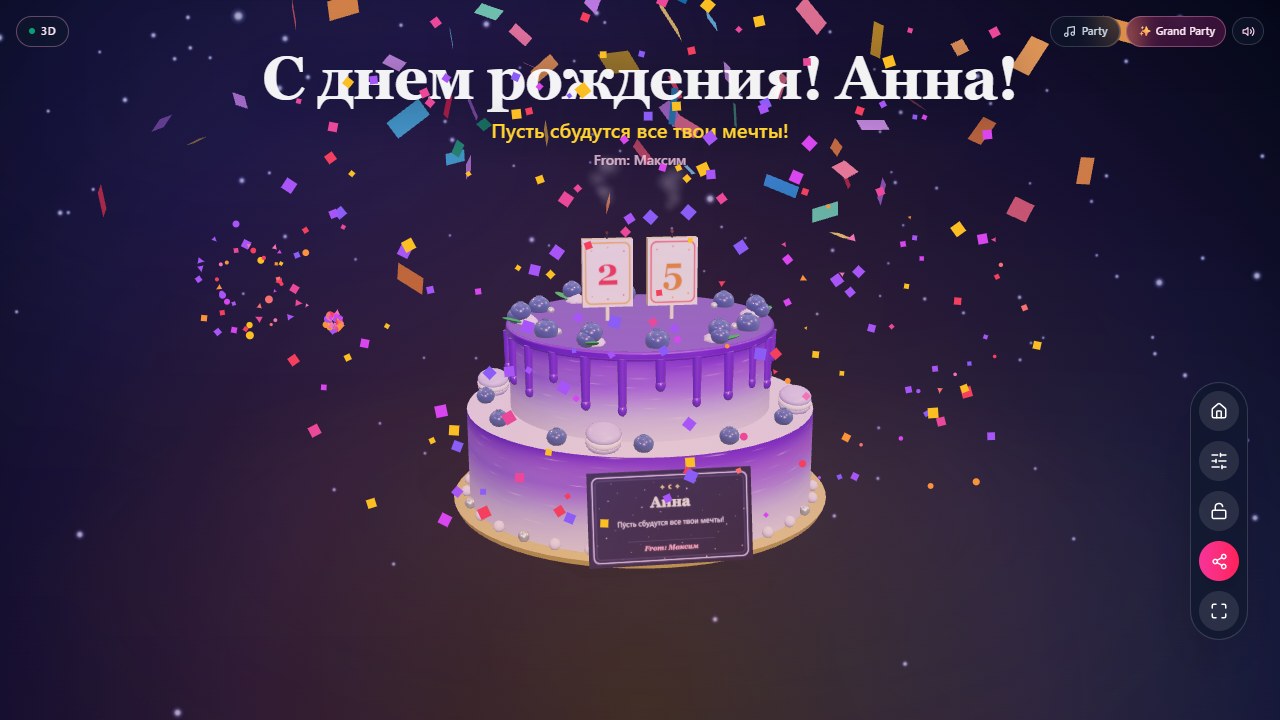 3D
Party
Grand Party
С днем рождения! Анна!
Пусть сбудутся все твои мечты!
From: Максим
2 5
Анна
Пусть сбудутся все твои мечты!
From: Максим